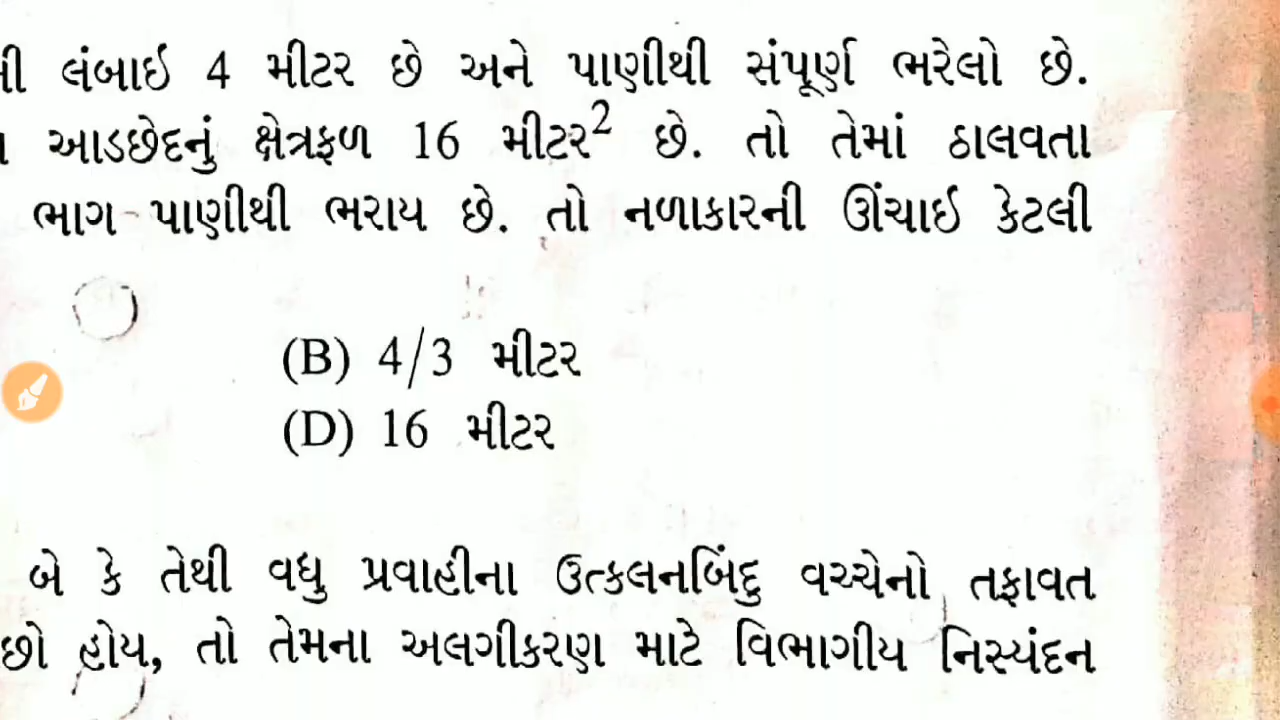 લંબાઇ 4 મીટર છે અને પાણીથી સંપૂર્ણ ભરેલો છે.
આડછેદનું ક્ષેત્રફળ 16 મીટર² છે. તો તેમાં ઠાલવતા
ભાગ પાણીથી ભરાય છે. તો નળાકારની ઊંચાઇ કેટલી
(B) 4/3 મીટર
(D) 16 મીટર
બે કે તેથી વધુ પ્રવાહીના ઉત્કલનબિંદુ વચ્ચેનો તફાવત
હોય, તો તેમના અલગીકરણ માટે વિભાગીય નિસ્યંદન